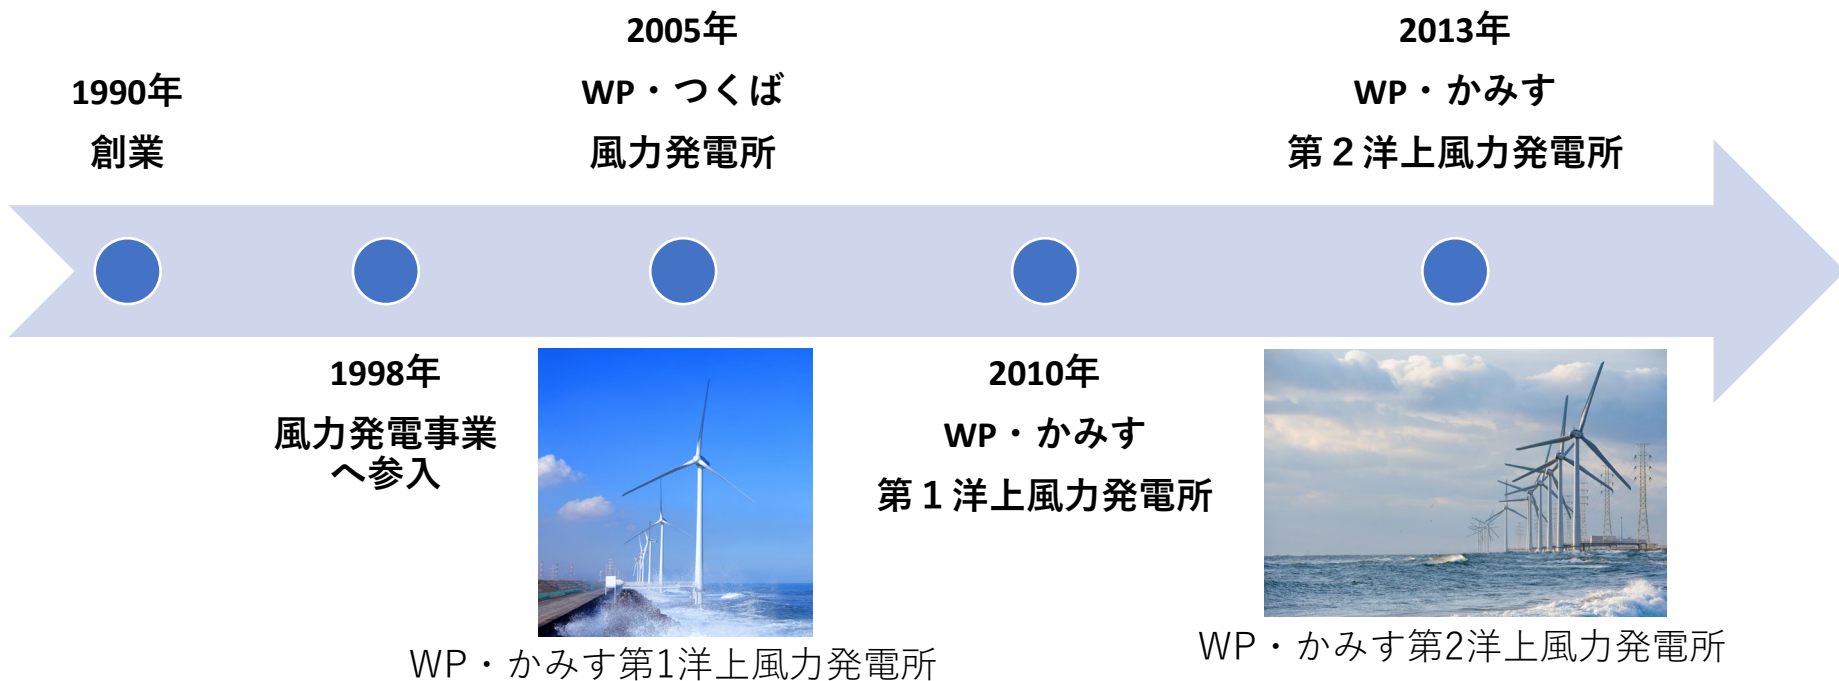 1990年
創業
1998年
風力発電事業
へ参入
2005年
WP・つくば
風力発電所
2010年
WP・かみす
第１洋上風力発電所
2013年
WP・かみす
第２洋上風力発電所
WP・かみす第1洋上風力発電所
WP・かみす第2洋上風力発電所